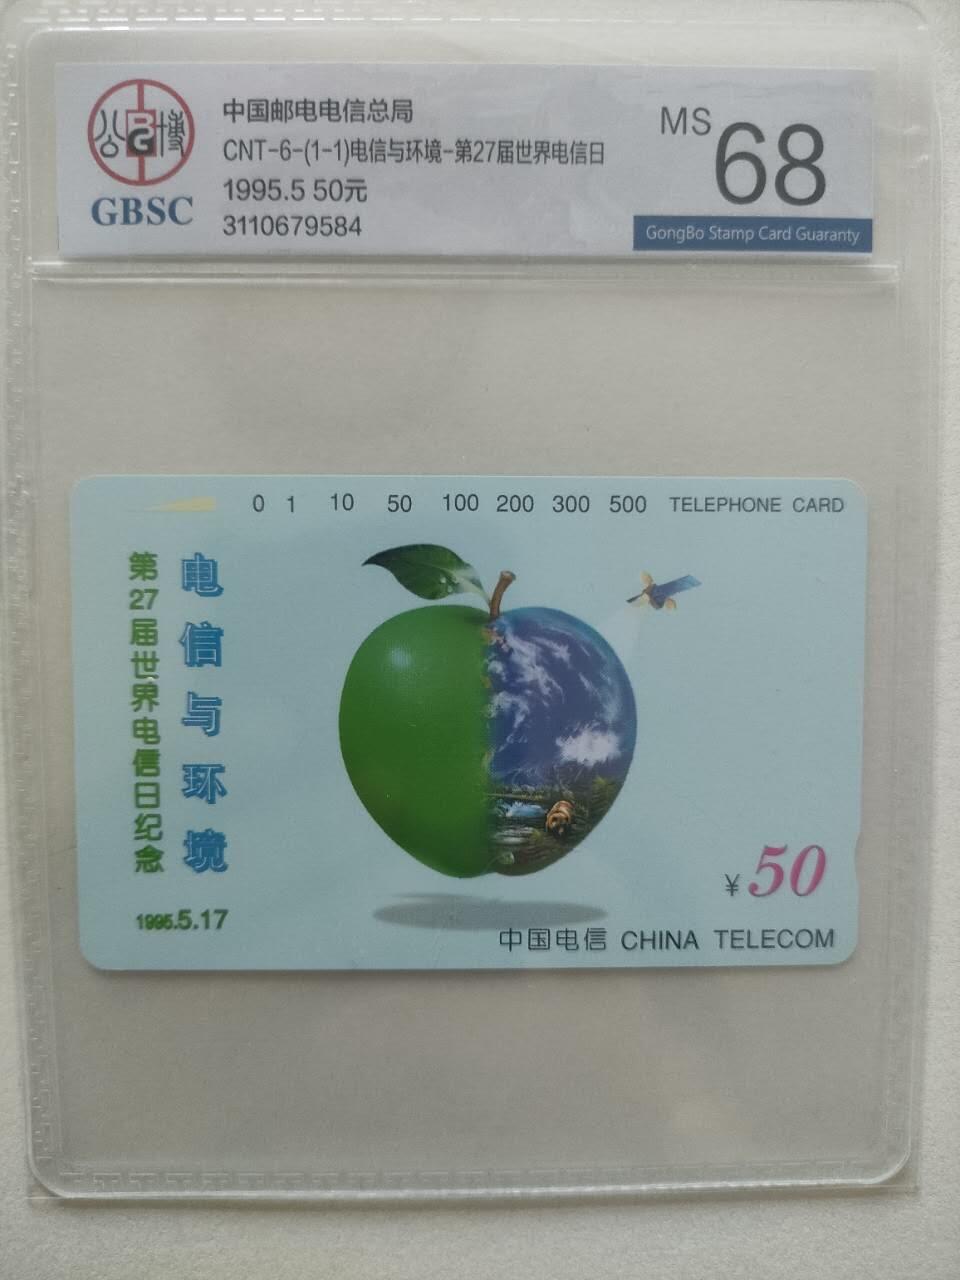 公博
BG
GBSC
中国邮电电信总局
CNT-6-(1-1)电信与环境-第27届世界电信日
1995.5 50元
3110679584
MS 68
GongBo Stamp Card Guaranty
0 1 10 50 100 200 300 500 TELEPHONE CARD
电信与环境
第27届世界电信日纪念
1995.5.17
¥50
中国电信 CHINA TELECOM